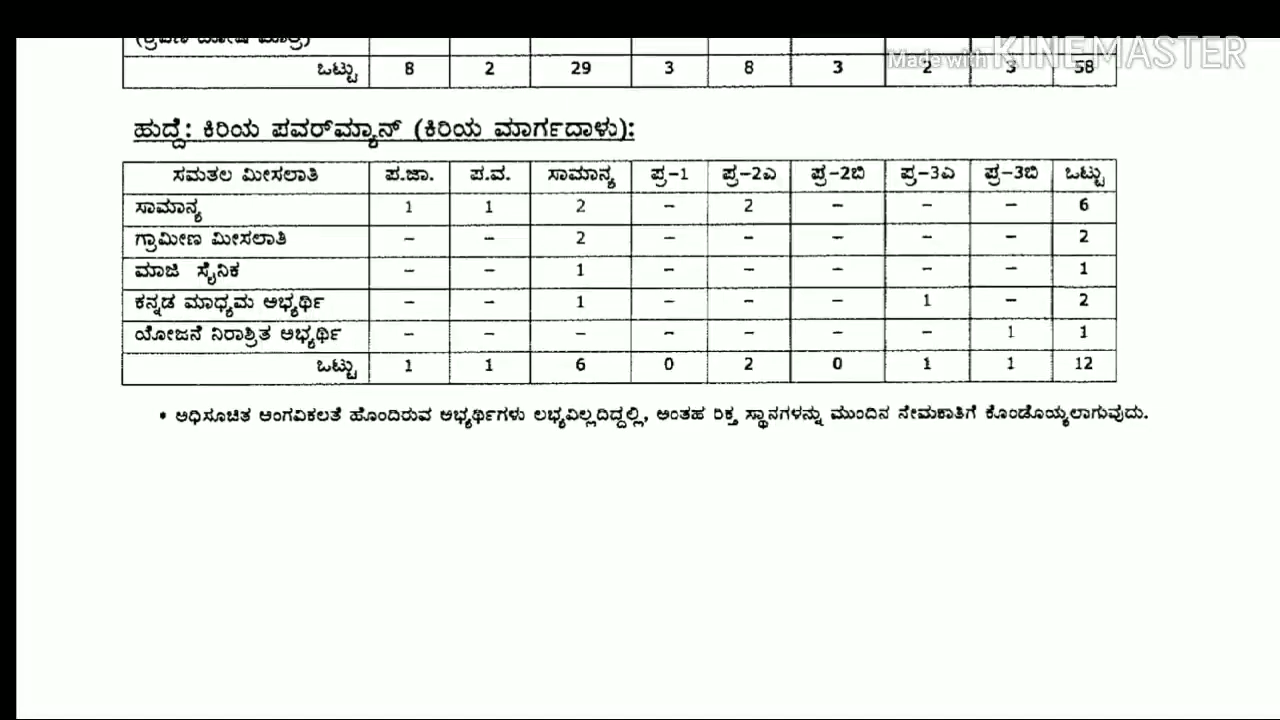 Made with KINEMASTER
ಒಟ್ಟು 8 2 29 3 8 3 2 3 58
ಹುದ್ದೆ: ಕಿರಿಯ ಪವರ್‌ಮ್ಯಾನ್ (ಕಿರಿಯ ಮಾರ್ಗದಾಳು):
ಸಮತಲ ಮೀಸಲಾತಿ ಪ.ಜಾ. ಪ.ವ. ಸಾಮಾನ್ಯ ಪ್ರ-1 ಪ್ರ-2ಎ ಪ್ರ-2ಬಿ ಪ್ರ-3ಎ ಪ್ರ-3ಬಿ ಒಟ್ಟು
ಸಾಮಾನ್ಯ 1 1 2 – 2 – – – 6
ಗ್ರಾಮೀಣ ಮೀಸಲಾತಿ – – 2 – – – – – 2
ಮಾಜಿ ಸೈನಿಕ – – 1 – – – – – 1
ಕನ್ನಡ ಮಾಧ್ಯಮ ಅಭ್ಯರ್ಥಿ – – 1 – – – 1 – 2
ಯೋಜನೆ ನಿರಾಶ್ರಿತ ಅಭ್ಯರ್ಥಿ – – – – – – – 1 1
ಒಟ್ಟು 1 1 6 0 2 0 1 1 12
• ಅಧಿಸೂಚಿತ ಅಂಗವಿಕಲತೆ ಹೊಂದಿರುವ ಅಭ್ಯರ್ಥಿಗಳು ಲಭ್ಯವಿಲ್ಲದಿದ್ದಲ್ಲಿ, ಅಂತಹ ರಿಕ್ತ ಸ್ಥಾನಗಳನ್ನು ಮುಂದಿನ ನೇಮಕಾತಿಗೆ ಕೊಂಡೊಯ್ಯಲಾಗುವುದು.